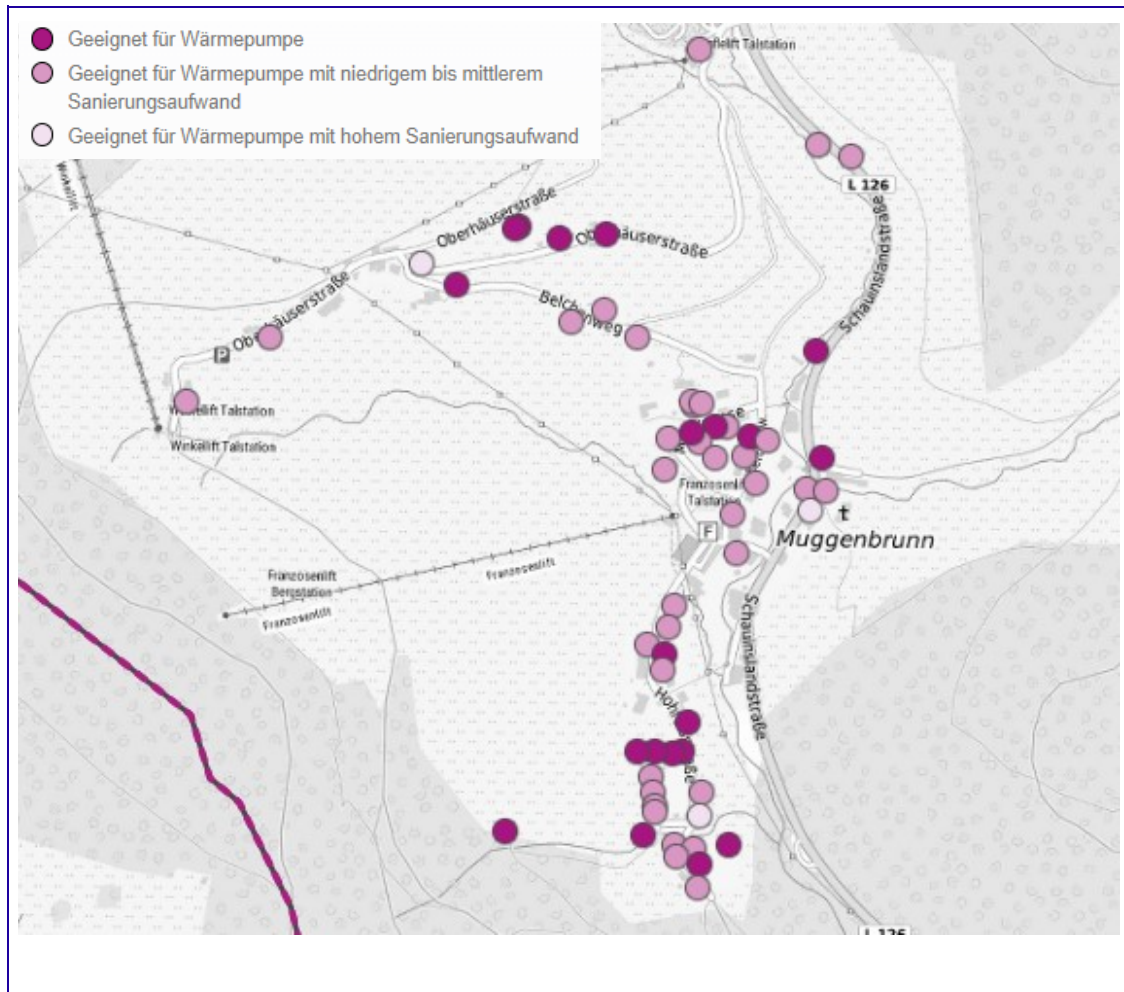 Geeignet für Wärmepumpe
Geeignet für Wärmepumpe mit niedrigem bis mittlerem
Sanierungsaufwand
Geeignet für Wärmepumpe mit hohem Sanierungsaufwand
Talstation
L 126
Winkellift
Oberhäuserstraße
Schauinslandstraße
Belchenweg
Oberhäuserstraße
P
Talstation
Winkellift Talstation
Franzosenlift
Talstation
F
t
Muggenbrunn
Franzosenlift
Franzosenlift
Bergstation
Franzosenlift
Schauinslandstraße
L 126